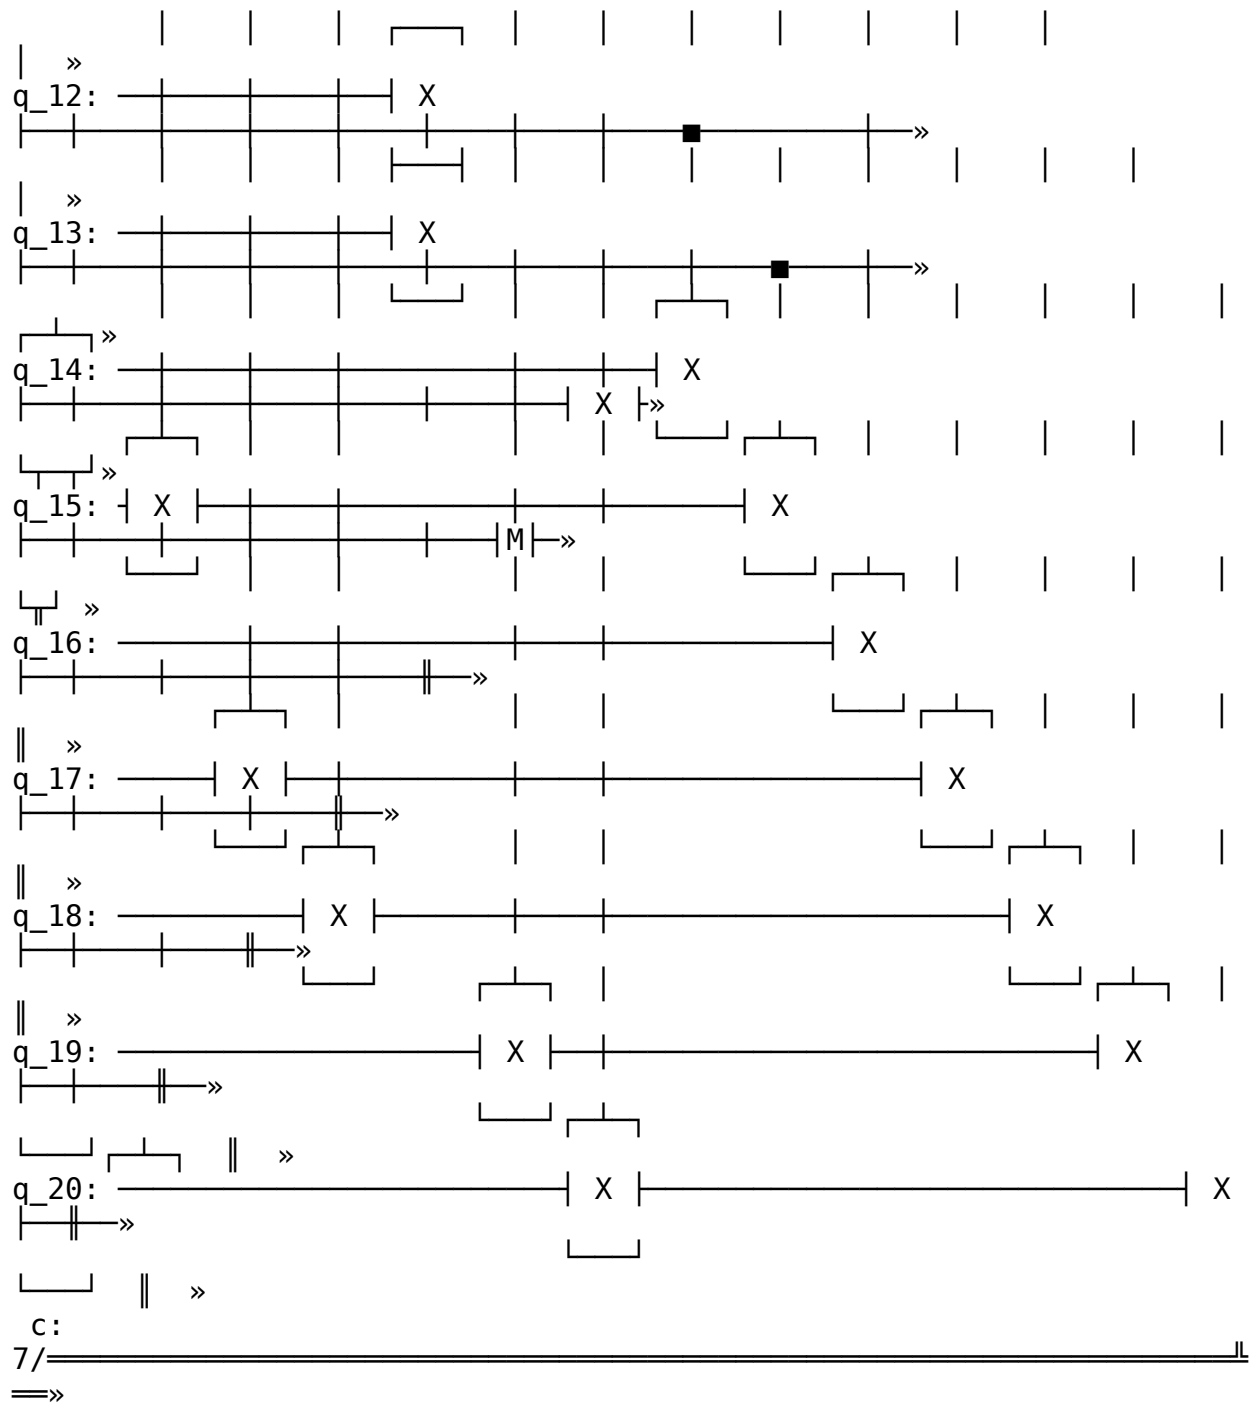 »
q_12: X
■ »
»
q_13: X
■ »
»
q_14: X
X »
»
q_15: X X
M »
»
q_16: X
»
»
q_17: X X
»
»
q_18: X X
»
»
q_19: X X
»
»
q_20: X X
»
»
c:
7/
»